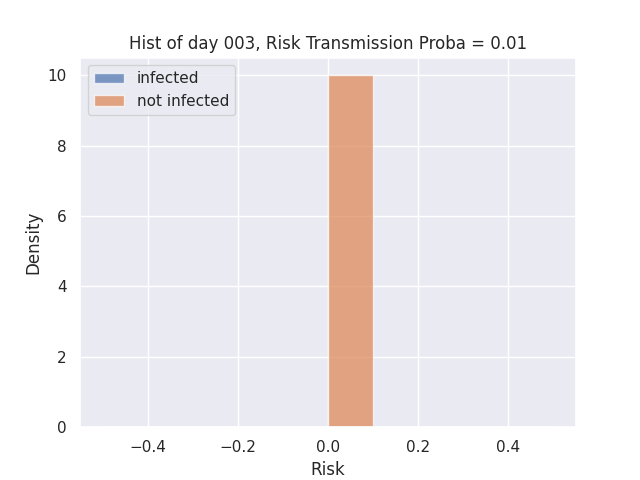 Hist of day 003, Risk Transmission Proba = 0.01
infected
not infected
10
8
6
4
2
0
Density
−0.4 −0.2 0.0 0.2 0.4
Risk